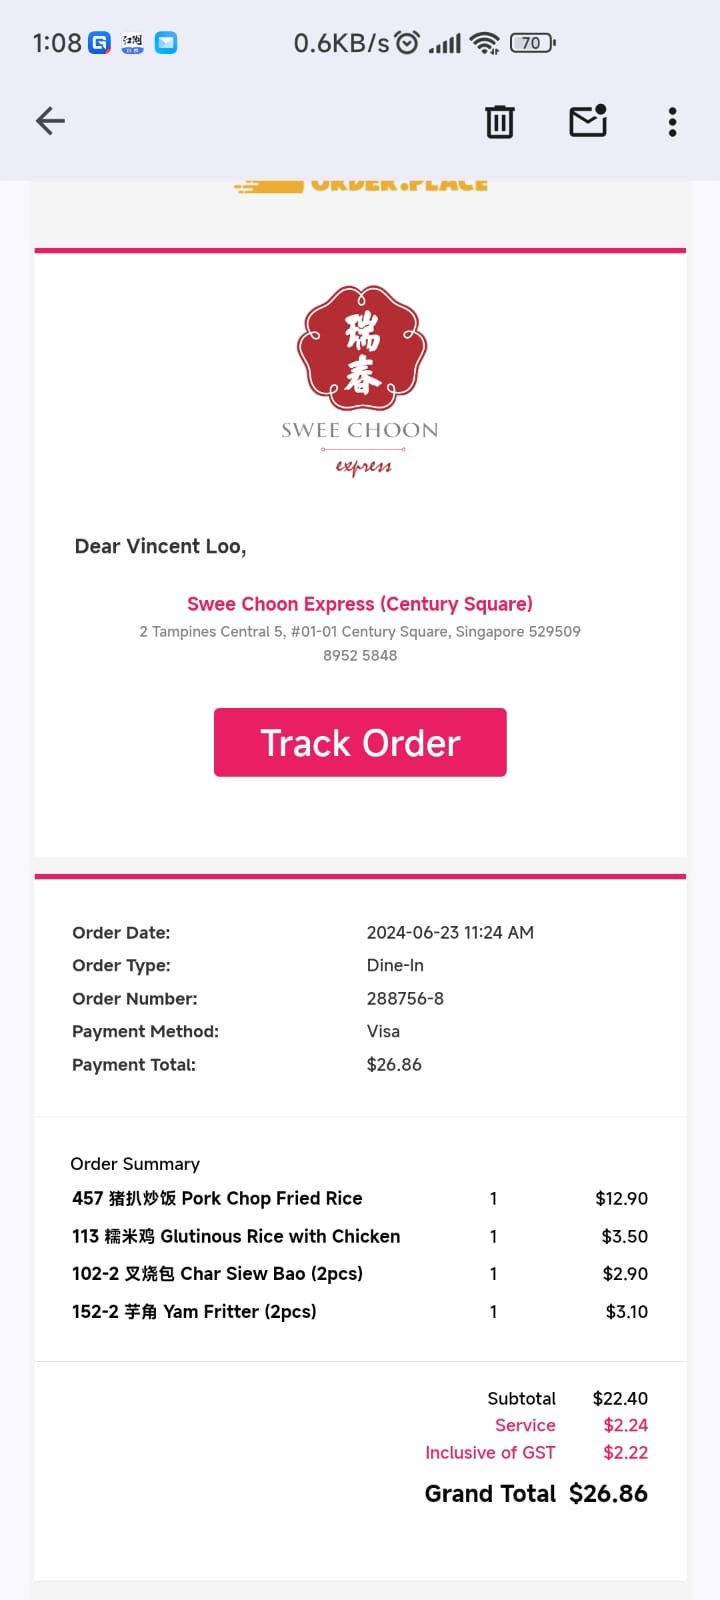 1:08 0.6KB/s 70
ORDER.PLACE
瑞春
SWEE CHOON
express
Dear Vincent Loo,
Swee Choon Express (Century Square)
2 Tampines Central 5, #01-01 Century Square, Singapore 529509
8952 5848
Track Order
Order Date: 2024-06-23 11:24 AM
Order Type: Dine-In
Order Number: 288756-8
Payment Method: Visa
Payment Total: $26.86
Order Summary
457 猪扒炒饭 Pork Chop Fried Rice 1 $12.90
113 糯米鸡 Glutinous Rice with Chicken 1 $3.50
102-2 叉烧包 Char Siew Bao (2pcs) 1 $2.90
152-2 芋角 Yam Fritter (2pcs) 1 $3.10
Subtotal $22.40
Service $2.24
Inclusive of GST $2.22
Grand Total $26.86